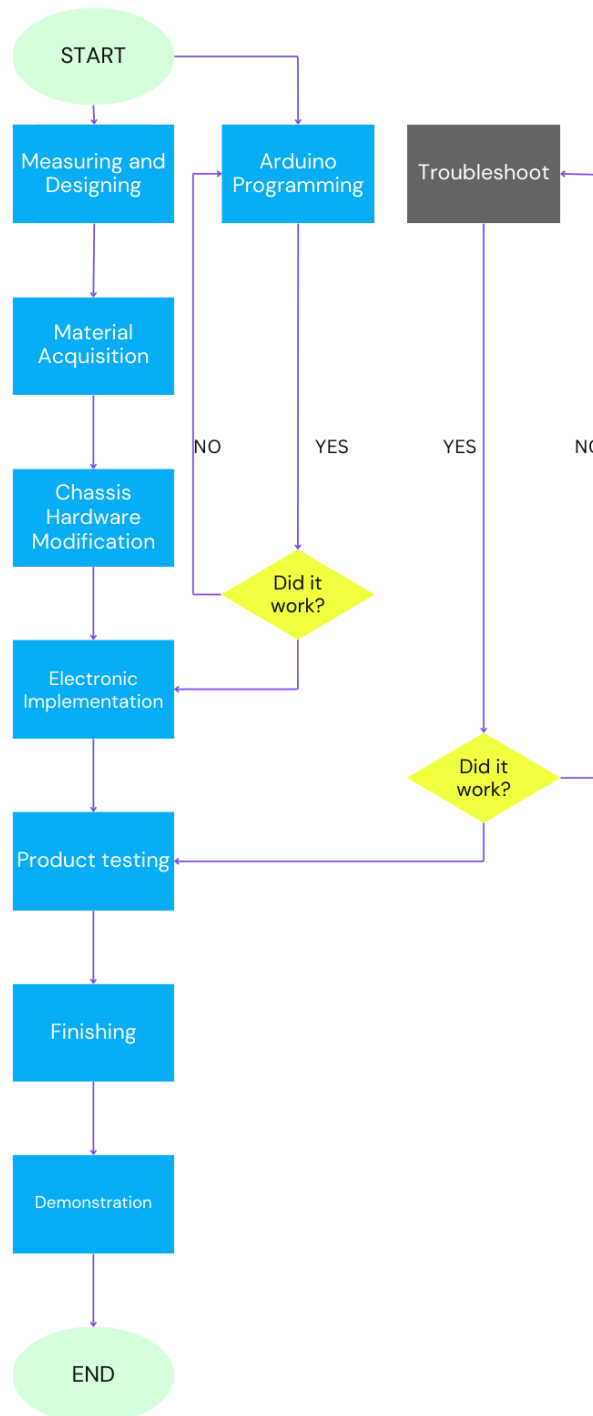 START
Measuring and
Designing
Arduino
Programming
Troubleshoot
Material
Acquisition
NO
YES
YES
Chassis
Hardware
Modification
Did it
work?
Electronic
Implementation
Did it
work?
Product testing
Finishing
Demonstration
END